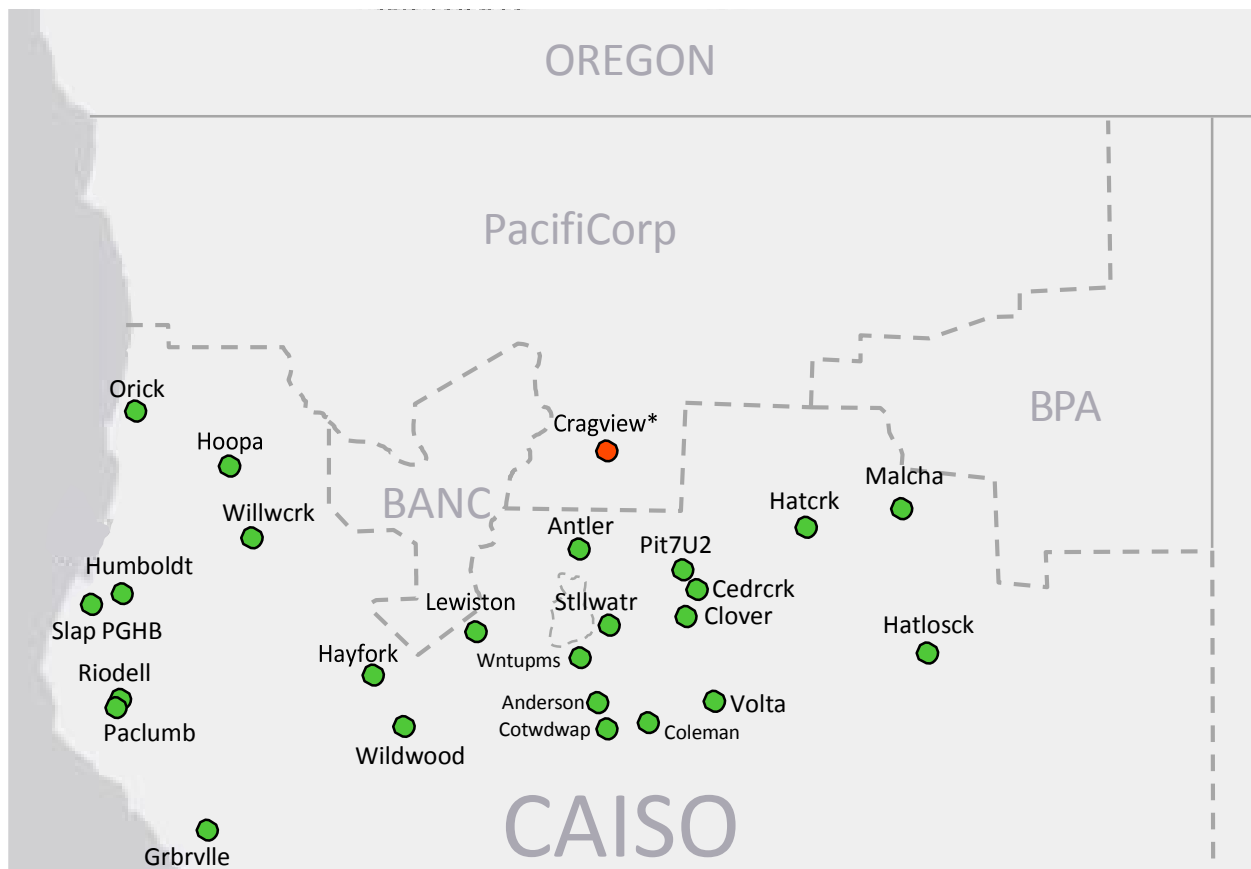 OREGON
PacifiCorp
Orick
BPA
Cragview*
Hoopa
Malcha
BANC
Hatcrk
Willwcrk
Antler
Pit7U2
Humboldt
Cedrcrk
Lewiston
Stllwatr
Clover
Slap PGHB
Hatlosck
Hayfork
Wntupms
Riodell
Anderson
Volta
Paclumb
Cotwdwap
Coleman
Wildwood
CAISO
Grbrvlle